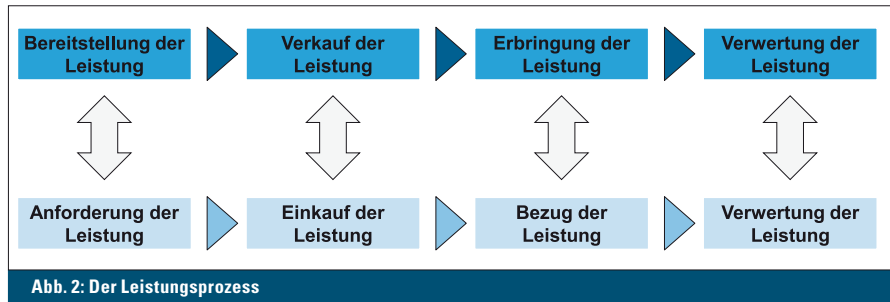 Bereitstellung der
Leistung
Verkauf der
Leistung
Erbringung der
Leistung
Verwertung der
Leistung
Anforderung der
Leistung
Einkauf der
Leistung
Bezug der
Leistung
Verwertung der
Leistung
Abb. 2: Der Leistungsprozess